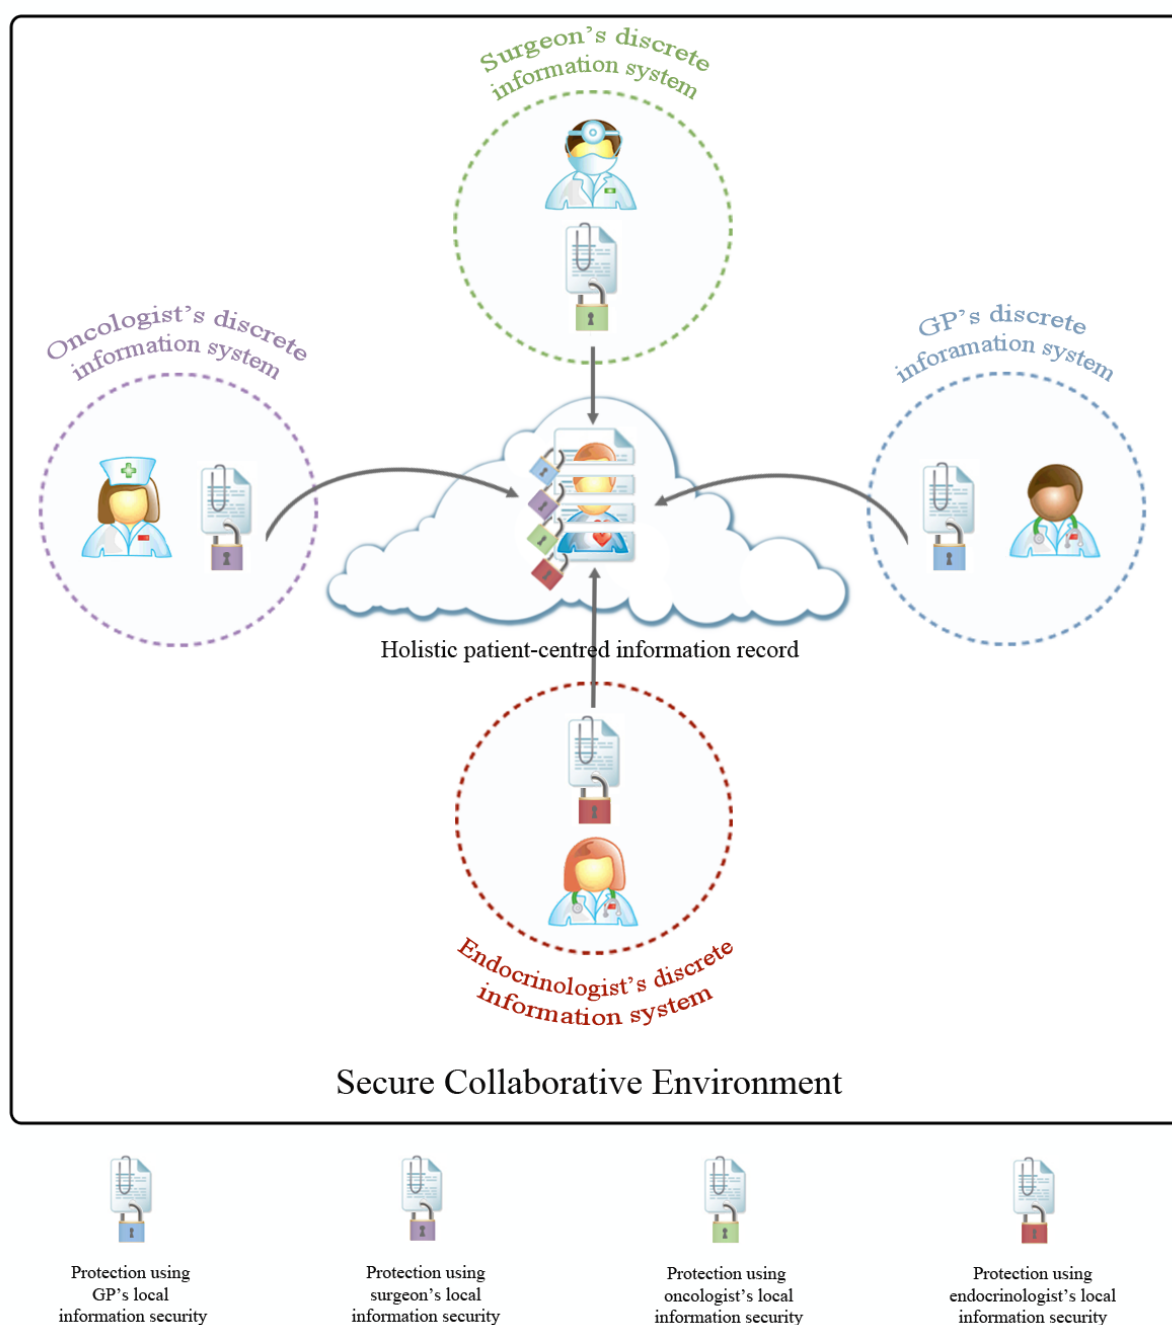 Surgeon's discrete
information system
Oncologist's discrete
information system
GP's discrete
inforamation system
Holistic patient-centred information record
Endocrinologist's discrete
information system
Secure Collaborative Environment
Protection using
GP's local
information security
Protection using
surgeon's local
information security
Protection using
oncologist's local
information security
Protection using
endocrinologist's local
information security